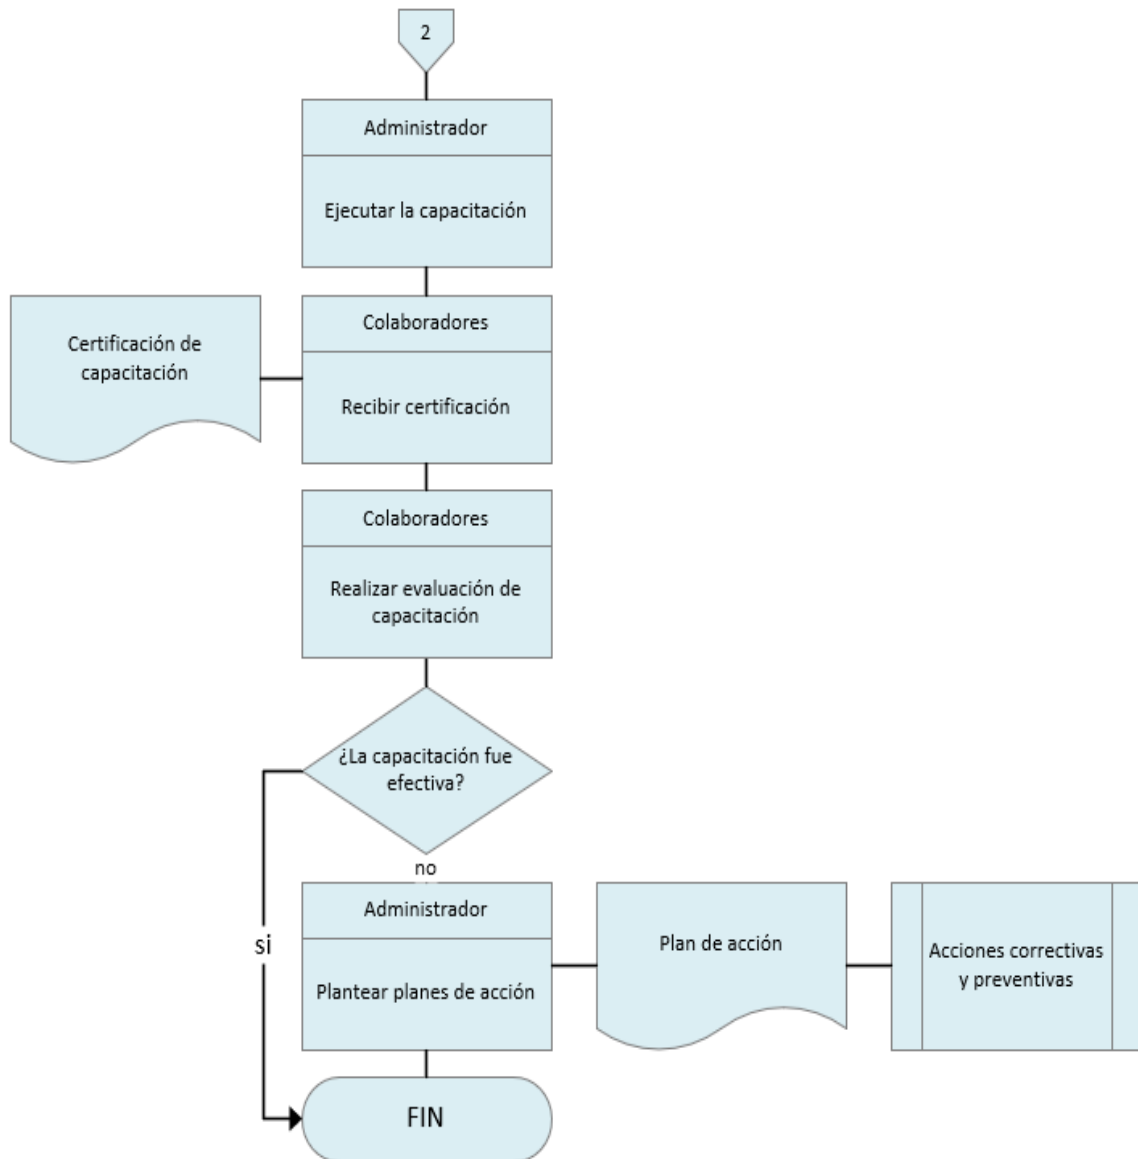 2
Administrador
Ejecutar la capacitación
Certificación de
capacitación
Colaboradores
Recibir certificación
Colaboradores
Realizar evaluación de
capacitación
¿La capacitación fue
efectiva?
no
si
Administrador
Plantear planes de acción
Plan de acción
Acciones correctivas
y preventivas
FIN